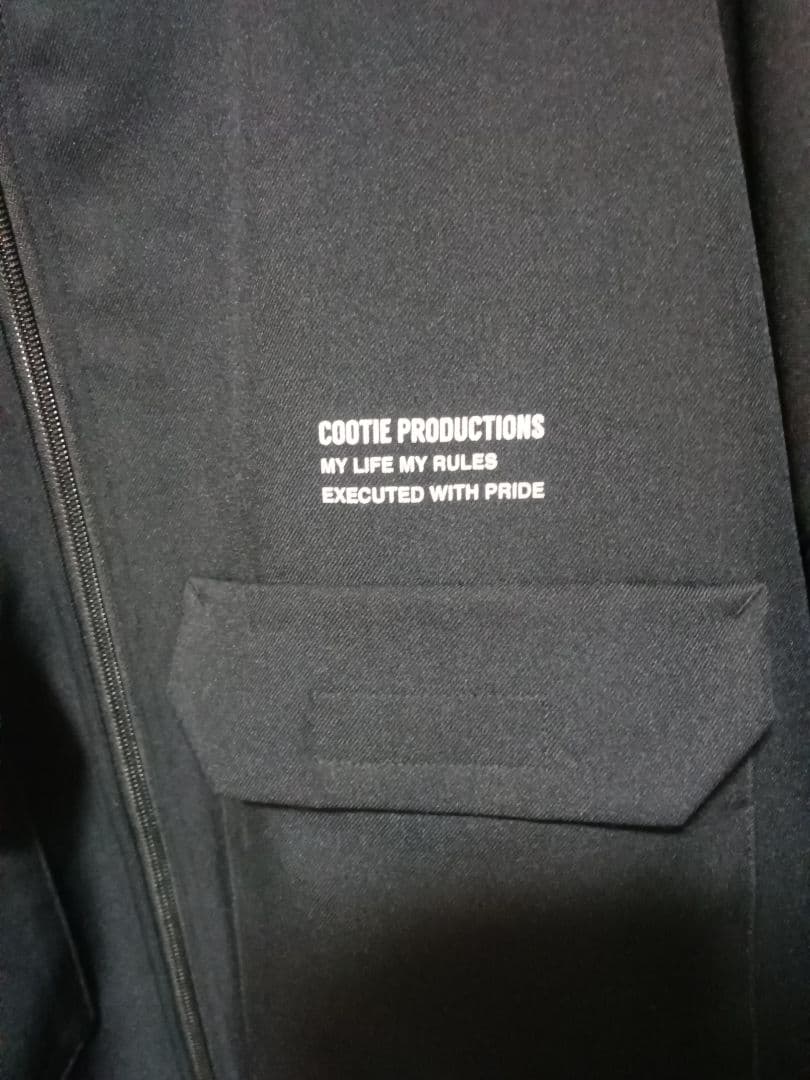 COOTIE PRODUCTIONS
MY LIFE MY RULES
EXECUTED WITH PRIDE